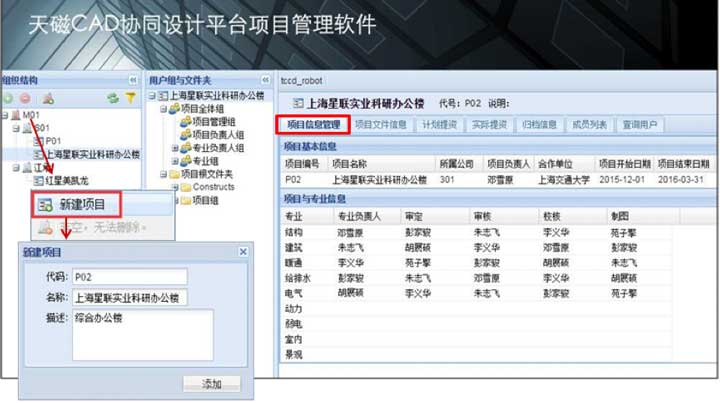 天磁CAD协同设计平台项目管理软件
组织结构
M01
S01
P01
上海星联实业科研办公楼
红星美凯龙
新建项目
无法删除。
新建项目
代码: P02
名称: 上海星联实业科研办公楼
描述: 综合办公楼
添加
用户组与文件夹
上海星联实业科研办公楼
项目全体组
项目管理组
项目负责人组
专业负责人组
专业组
项目根文件夹
Constructs
项目组
tccd_robot
上海星联实业科研办公楼 代号: P02 说明:
项目信息管理 项目文件信息 计划提资 实际提资 归档信息 成员列表 查询用户
项目基本信息
项目编号 项目名称 所属公司 项目负责人 合作单位 项目开始日期 项目结束日期
P02 上海星联实业科研办公楼 301 邓雪原 上海交通大学 2015-12-01 2016-03-31
项目与专业信息
专业 专业负责人 审定 审核 校核 制图
结构 邓雪原 彭家骏 朱志飞 李义华 苑子擎
建筑 朱志飞 胡展硕 李义华 邓雪原 彭家骏
暖通 李义华 苑子擎 彭家骏 胡展硕 朱志飞
给排水 彭家骏 朱志飞 邓雪原 苑子擎 李义华
电气 胡展硕 李义华 朱志飞 彭家骏 苑子擎
动力
弱电
室内
景观